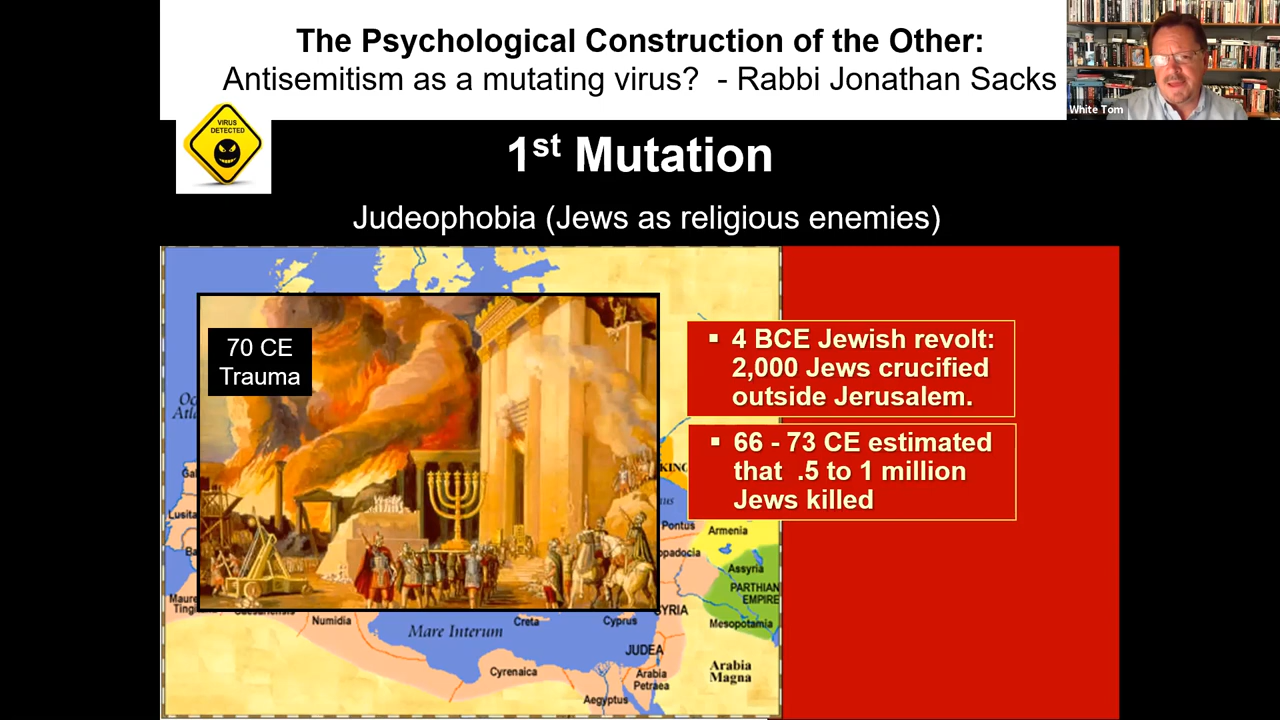 The Psychological Construction of the Other:
Antisemitism as a mutating virus? - Rabbi Jonathan Sacks
White Tom
VIRUS
DETECTED
1st Mutation
Judeophobia (Jews as religious enemies)
70 CE
Trauma
▪ 4 BCE Jewish revolt:
2,000 Jews crucified
outside Jerusalem.
▪ 66 - 73 CE estimated
that .5 to 1 million
Jews killed
Lusita
Pontus
Armenia
Assyria
PARTHIAN
EMPIRE
Mesopotamia
Numidia
Mare Interum
Creta
Cyprus
JUDEA
Cyrenaica
Arabia
Petraea
Arabia
Magna
Aegyptus